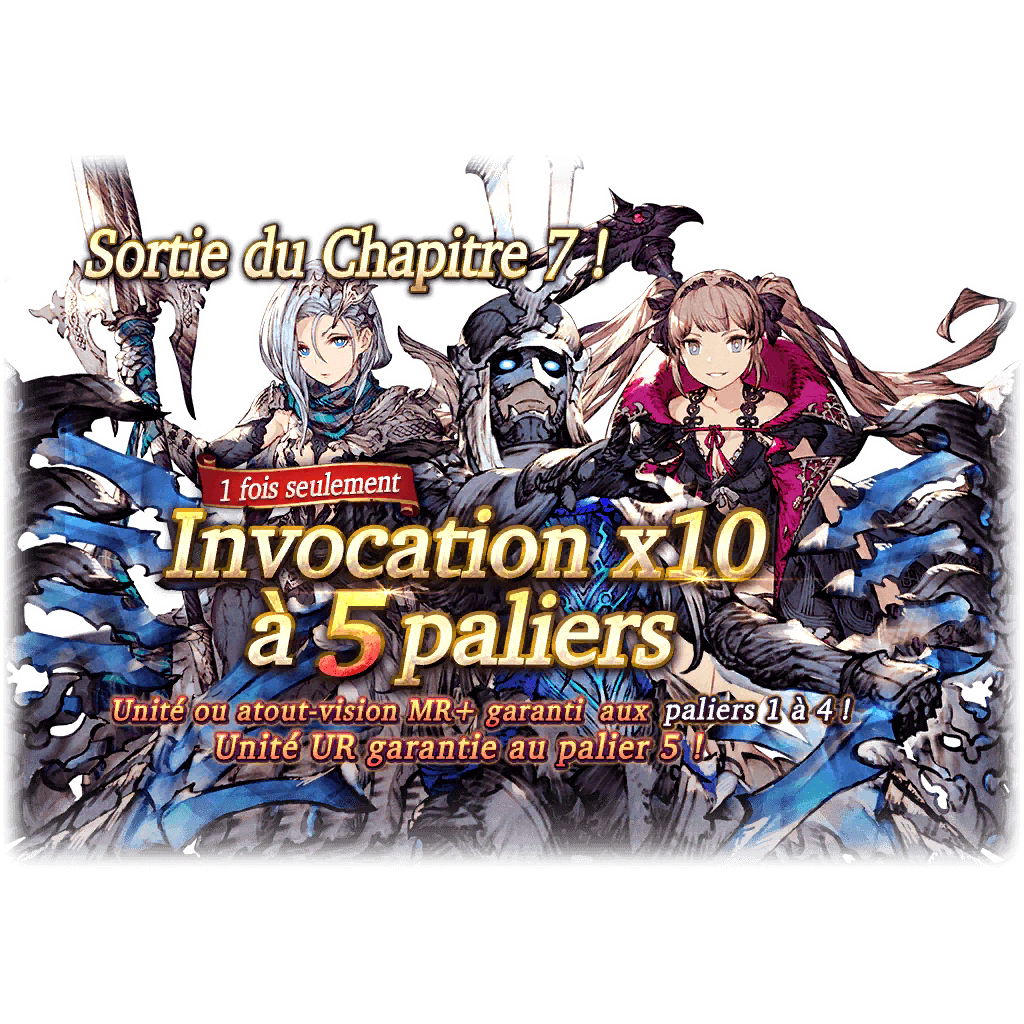 Sortie du Chapitre 7 !
1 fois seulement
Invocation x10
à 5 paliers
Unité ou atout-vision MR+ garanti aux paliers 1 à 4 !
Unité UR garantie au palier 5 !